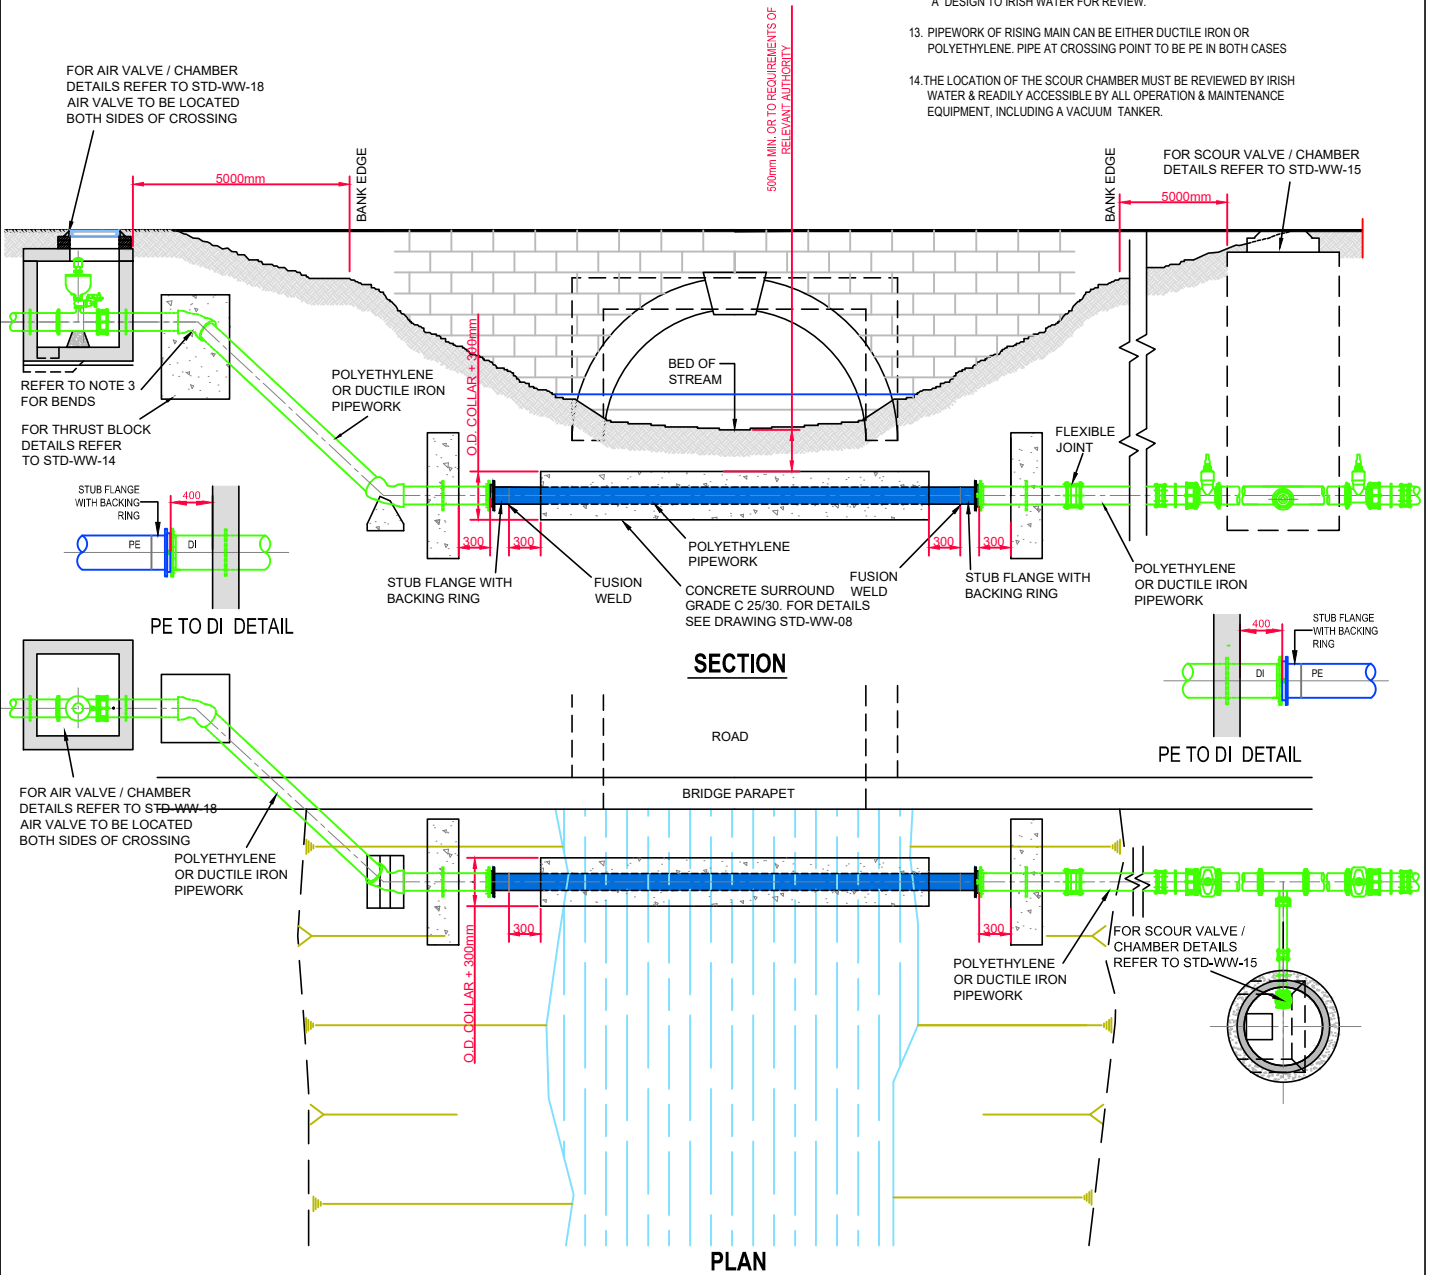 A DESIGN TO IRISH WATER FOR REVIEW.
13. PIPEWORK OF RISING MAIN CAN BE EITHER DUCTILE IRON OR
POLYETHYLENE. PIPE AT CROSSING POINT TO BE PE IN BOTH CASES
14.THE LOCATION OF THE SCOUR CHAMBER MUST BE REVIEWED BY IRISH
WATER & READILY ACCESSIBLE BY ALL OPERATION & MAINTENANCE
EQUIPMENT, INCLUDING A VACUUM TANKER.
FOR AIR VALVE / CHAMBER
DETAILS REFER TO STD-WW-18
AIR VALVE TO BE LOCATED
BOTH SIDES OF CROSSING
5000mm
BANK EDGE
500mm MIN. OR TO REQUIREMENTS OF
RELEVANT AUTHORITY
BANK EDGE
FOR SCOUR VALVE / CHAMBER
DETAILS REFER TO STD-WW-15
5000mm
REFER TO NOTE 3
FOR BENDS
FOR THRUST BLOCK
DETAILS REFER
TO STD-WW-14
POLYETHYLENE
OR DUCTILE IRON
PIPEWORK
O.D. COLLAR + 300mm
BED OF
STREAM
FLEXIBLE
JOINT
STUB FLANGE
WITH BACKING
RING
400
PE
DI
PE TO DI DETAIL
300
300
300
300
STUB FLANGE WITH
BACKING RING
FUSION
WELD
POLYETHYLENE
PIPEWORK
CONCRETE SURROUND
GRADE C 25/30. FOR DETAILS
SEE DRAWING STD-WW-08
FUSION
WELD
STUB FLANGE WITH
BACKING RING
POLYETHYLENE
OR DUCTILE IRON
PIPEWORK
SECTION
400
STUB FLANGE
WITH BACKING
RING
DI
PE
PE TO DI DETAIL
ROAD
BRIDGE PARAPET
FOR AIR VALVE / CHAMBER
DETAILS REFER TO STD-WW-18
AIR VALVE TO BE LOCATED
BOTH SIDES OF CROSSING
POLYETHYLENE
OR DUCTILE IRON
PIPEWORK
O.D. COLLAR + 300mm
300
300
POLYETHYLENE
OR DUCTILE IRON
PIPEWORK
FOR SCOUR VALVE /
CHAMBER DETAILS
REFER TO STD-WW-15
PLAN